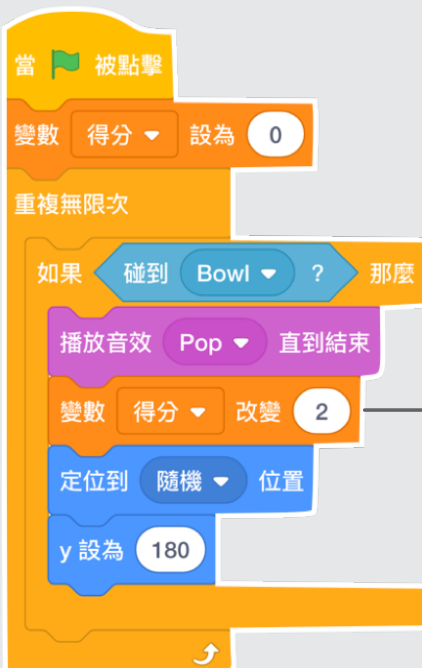 當 被點擊
變數 得分 設為 0
重複無限次
如果 碰到 Bowl ? 那麼
播放音效 Pop 直到結束
變數 得分 改變 2
定位到 隨機 位置
y 設為 180